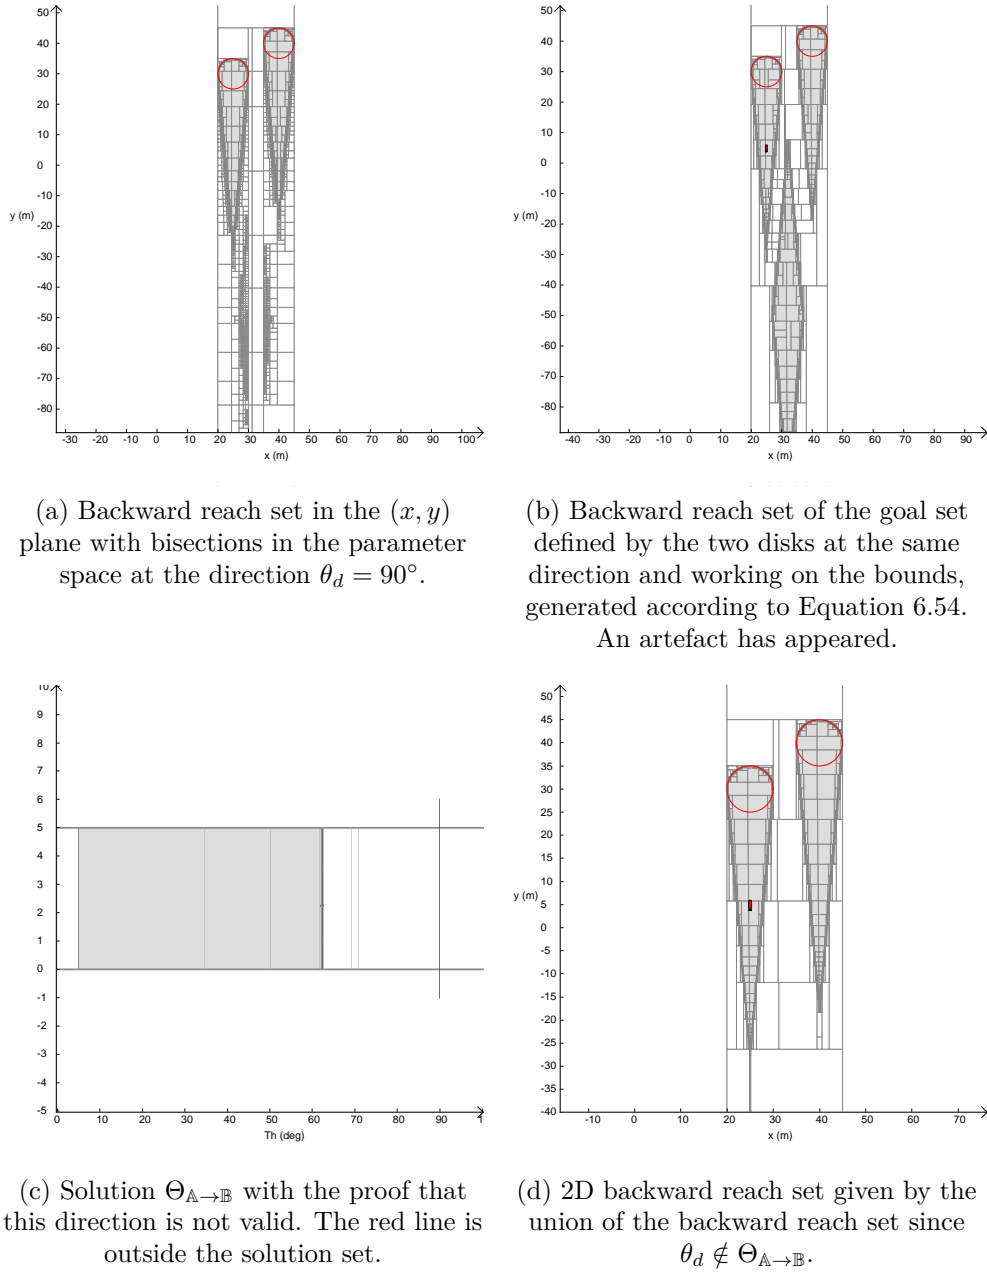 50
40
30
20
10
0
-10
-20
-30
-40
-50
-60
-70
-80
y (m)
-30 -20 -10 0 10 20 30 40 50 60 70 80 90 100
x (m)
50
40
30
20
10
0
-10
-20
-30
-40
-50
-60
-70
-80
y (m)
-40 -30 -20 -10 0 10 20 30 40 50 60 70 80 90
x (m)
(a) Backward reach set in the (x, y)
plane with bisections in the parameter
space at the direction θ_d = 90°.
(b) Backward reach set of the goal set
defined by the two disks at the same
direction and working on the bounds,
generated according to Equation 6.54.
An artefact has appeared.
10
9
8
7
6
5
4
3
2
1
0
-1
-2
-3
-4
-5
0 10 20 30 40 50 60 70 80 90
Th (deg)
50
45
40
35
30
25
20
15
10
5
0
-5
-10
-15
-20
-25
-30
-35
-40
y (m)
-10 0 10 20 30 40 50 60 70
x (m)
(c) Solution Θ_𝔸→𝔹 with the proof that
this direction is not valid. The red line is
outside the solution set.
(d) 2D backward reach set given by the
union of the backward reach set since
θ_d ∉ Θ_𝔸→𝔹.